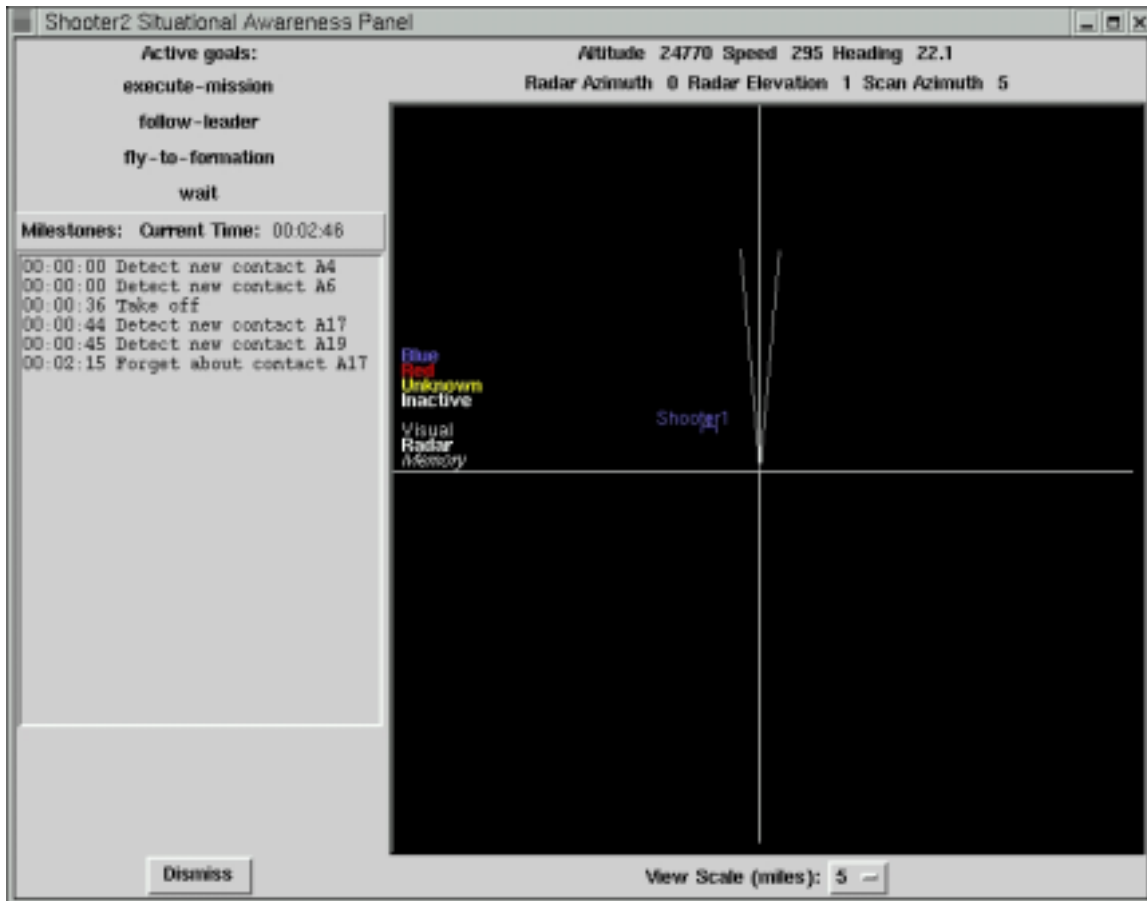 Shooter2 Situational Awareness Panel
Active goals:
execute-mission
follow-leader
fly-to-formation
wait
Milestones: Current Time: 00:02:46
00:00:00 Detect new contact A4
00:00:00 Detect new contact A6
00:00:36 Take off
00:00:44 Detect new contact A17
00:00:45 Detect new contact A19
00:02:15 Forget about contact A17
Dismiss
Altitude 24770 Speed 295 Heading 22.1
Radar Azimuth 0 Radar Elevation 1 Scan Azimuth 5
Blue
Red
Unknown
Inactive
Visual
Radar
Memory
Shooter1
View Scale (miles): 5